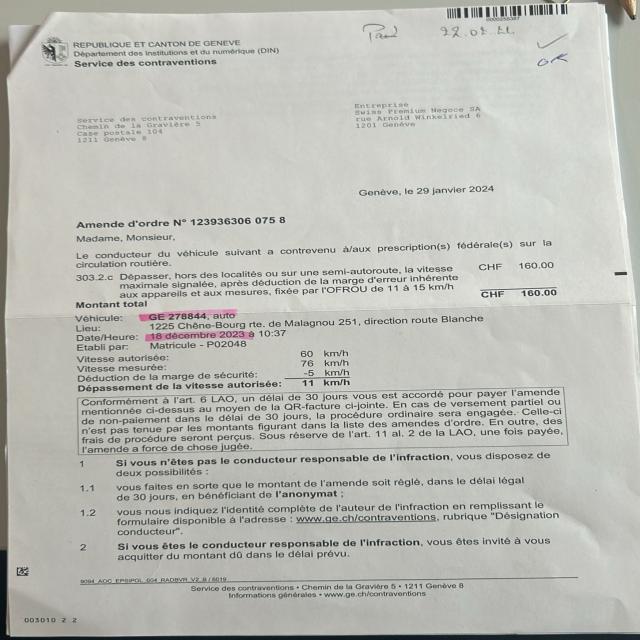 0000258387
Paul 22.02.24
OK
REPUBLIQUE ET CANTON DE GENEVE
Département des institutions et du numérique (DIN)
Service des contraventions
Service des contraventions
Chemin de la Gravière 5
Case postale 104
1211 Genève 8
Entreprise
Swiss Premium Negoce SA
rue Arnold Winkelried 6
1201 Genève
Genève, le 29 janvier 2024
Amende d'ordre N° 123936306 075 8
Madame, Monsieur,
Le conducteur du véhicule suivant a contrevenu à/aux prescription(s) fédérale(s) sur la
circulation routière.
303.2.c Dépasser, hors des localités ou sur une semi-autoroute, la vitesse CHF 160.00
maximale signalée, après déduction de la marge d'erreur inhérente
aux appareils et aux mesures, fixée par l'OFROU de 11 à 15 km/h
Montant total CHF 160.00
Véhicule: GE 278844, auto
Lieu: 1225 Chêne-Bourg rte. de Malagnou 251, direction route Blanche
Date/Heure: 18 décembre 2023 à 10:37
Etabli par: Matricule - P02048
Vitesse autorisée: 60 km/h
Vitesse mesurée: 76 km/h
Déduction de la marge de sécurité: -5 km/h
Dépassement de la vitesse autorisée: 11 km/h
Conformément à l'art. 6 LAO, un délai de 30 jours vous est accordé pour payer l'amende
mentionnée ci-dessus au moyen de la QR-facture ci-jointe. En cas de versement partiel ou
de non-paiement dans le délai de 30 jours, la procédure ordinaire sera engagée. Celle-ci
n'est pas tenue par les montants figurant dans la liste des amendes d'ordre. En outre, des
frais de procédure seront perçus. Sous réserve de l'art. 11 al. 2 de la LAO, une fois payée,
l'amende a force de chose jugée.
1 Si vous n'êtes pas le conducteur responsable de l'infraction, vous disposez de
deux possibilités :
1.1 vous faites en sorte que le montant de l'amende soit réglé, dans le délai légal
de 30 jours, en bénéficiant de l'anonymat ;
1.2 vous nous indiquez l'identité complète de l'auteur de l'infraction en remplissant le
formulaire disponible à l'adresse : www.ge.ch/contraventions, rubrique "Désignation
conducteur".
2 Si vous êtes le conducteur responsable de l'infraction, vous êtes invité à vous
acquitter du montant dû dans le délai prévu.
Service des contraventions • Chemin de la Gravière 5 • 1211 Genève 8
Informations générales • www.ge.ch/contraventions
003010 2 2